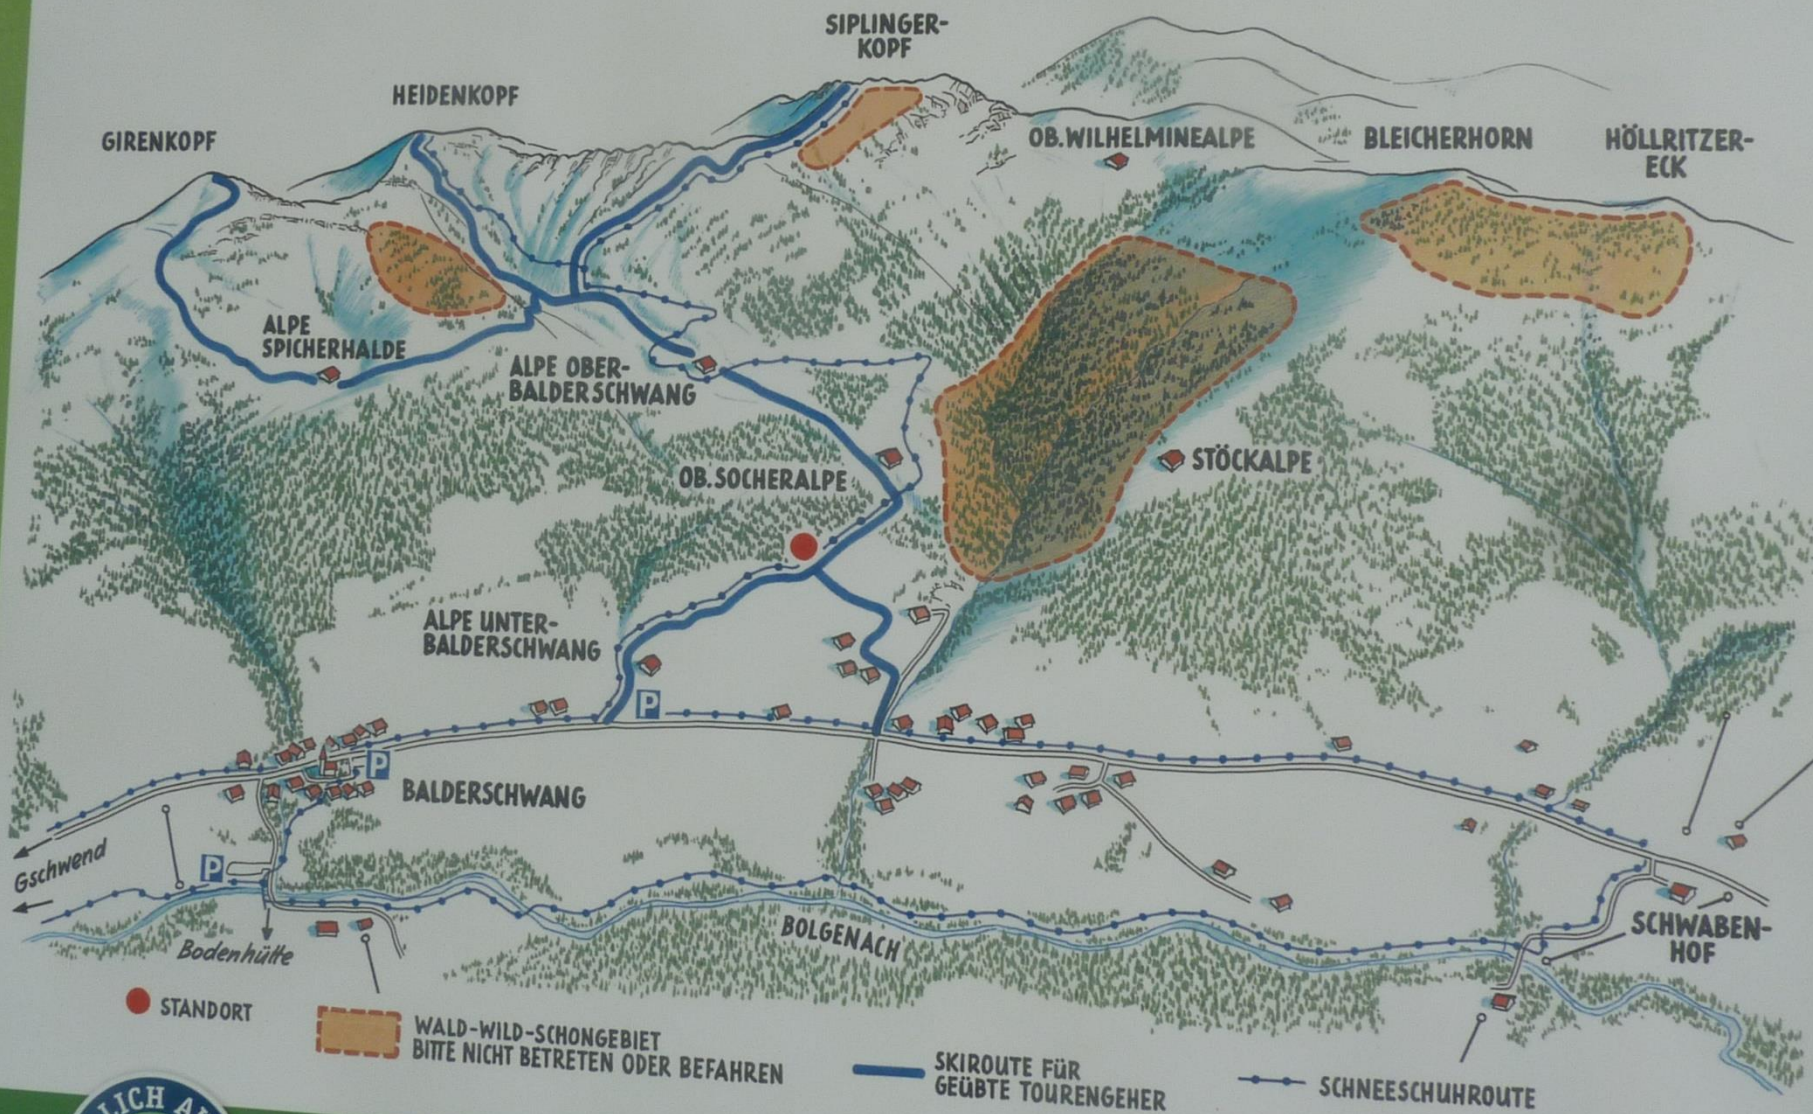 SIPLINGER-
KOPF
HEIDENKOPF
GIRENKOPF
OB.WILHELMINEALPE
BLEICHERHORN
HÖLLRITZER-
ECK
ALPE
SPICHERHALDE
ALPE OBER-
BALDERSCHWANG
OB.SOCHERALPE
STÖCKALPE
ALPE UNTER-
BALDERSCHWANG
P
P
BALDERSCHWANG
Gschwend
P
BOLGENACH
SCHWABEN-
HOF
Bodenhütte
STANDORT
WALD-WILD-SCHONGEBIET
BITTE NICHT BETRETEN ODER BEFAHREN
SKIROUTE FÜR
GEÜBTE TOURENGEHER
SCHNEESCHUHROUTE